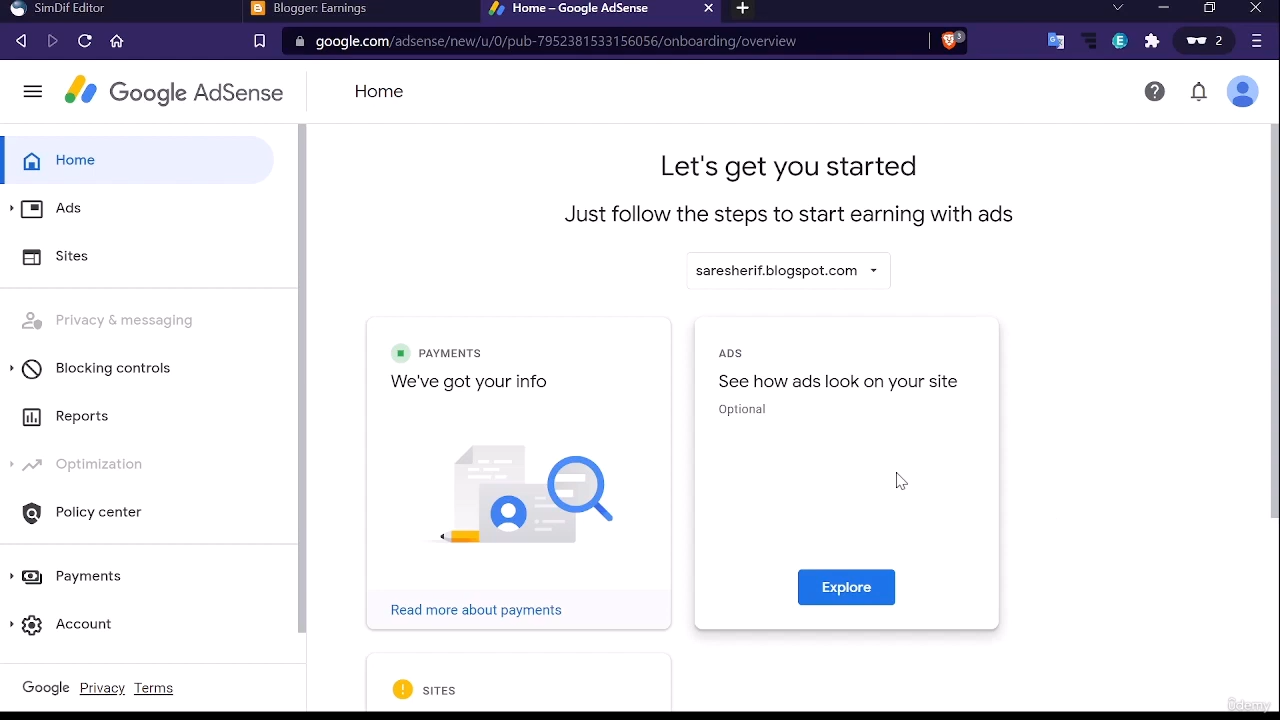 SimDif Editor
Blogger: Earnings
Home – Google AdSense
google.com/adsense/new/u/0/pub-7952381533156056/onboarding/overview
3
2
Google AdSense
Home
Home
Ads
Sites
Privacy & messaging
Blocking controls
Reports
Optimization
Policy center
Payments
Account
Google Privacy Terms
Let's get you started
Just follow the steps to start earning with ads
saresherif.blogspot.com
PAYMENTS
We've got your info
Read more about payments
ADS
See how ads look on your site
Optional
Explore
SITES
Udemy